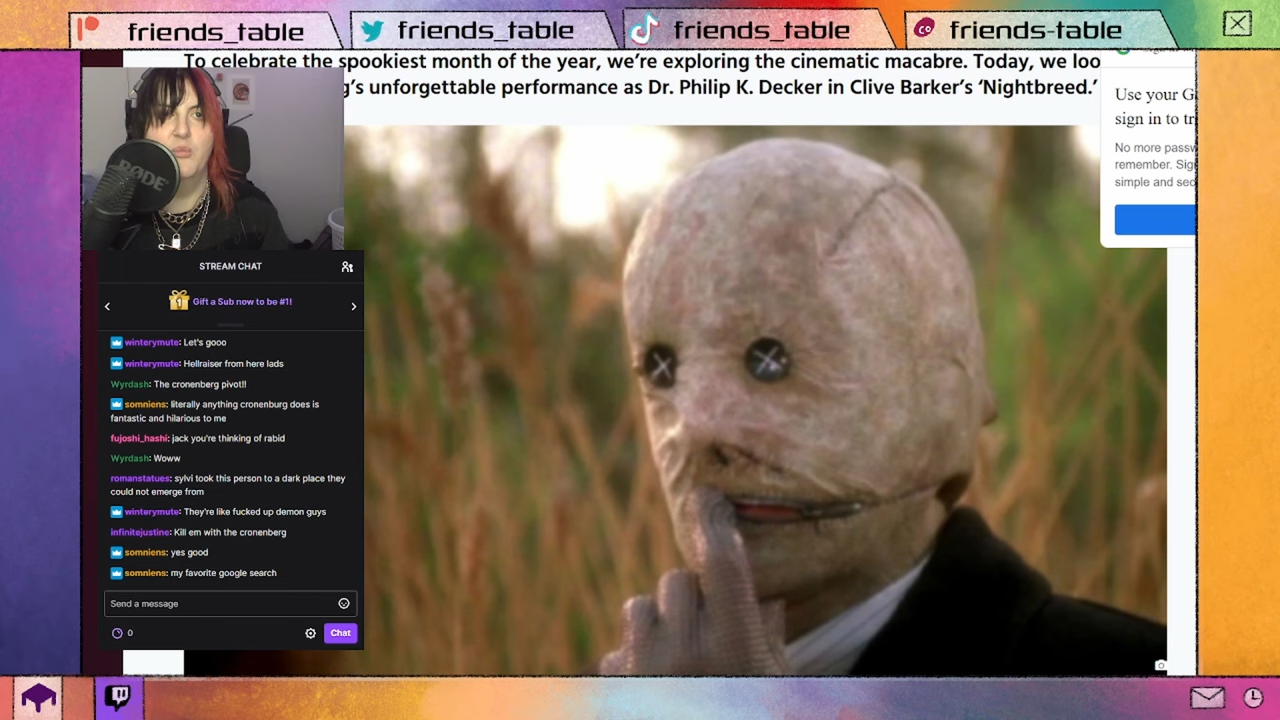 friends_table
friends_table
friends_table
friends-table
To celebrate the spookiest month of the year, we're exploring the cinematic macabre. Today, we loo
g's unforgettable performance as Dr. Philip K. Decker in Clive Barker's 'Nightbreed.'
Use your G
sign in to tr
No more passw
remember. Sig
simple and sec
RØDE
STREAM CHAT
Gift a Sub now to be #1!
winterymute: Let's gooo
winterymute: Hellraiser from here lads
Wyrdash: The cronenberg pivot!!
somniens: literally anything cronenburg does is
fantastic and hilarious to me
fujoshi_hashi: jack you're thinking of rabid
Wyrdash: Woww
romanstatues: sylvi took this person to a dark place they
could not emerge from
winterymute: They're like fucked up demon guys
infinitejustine: Kill em with the cronenberg
somniens: yes good
somniens: my favorite google search
Send a message
0
Chat